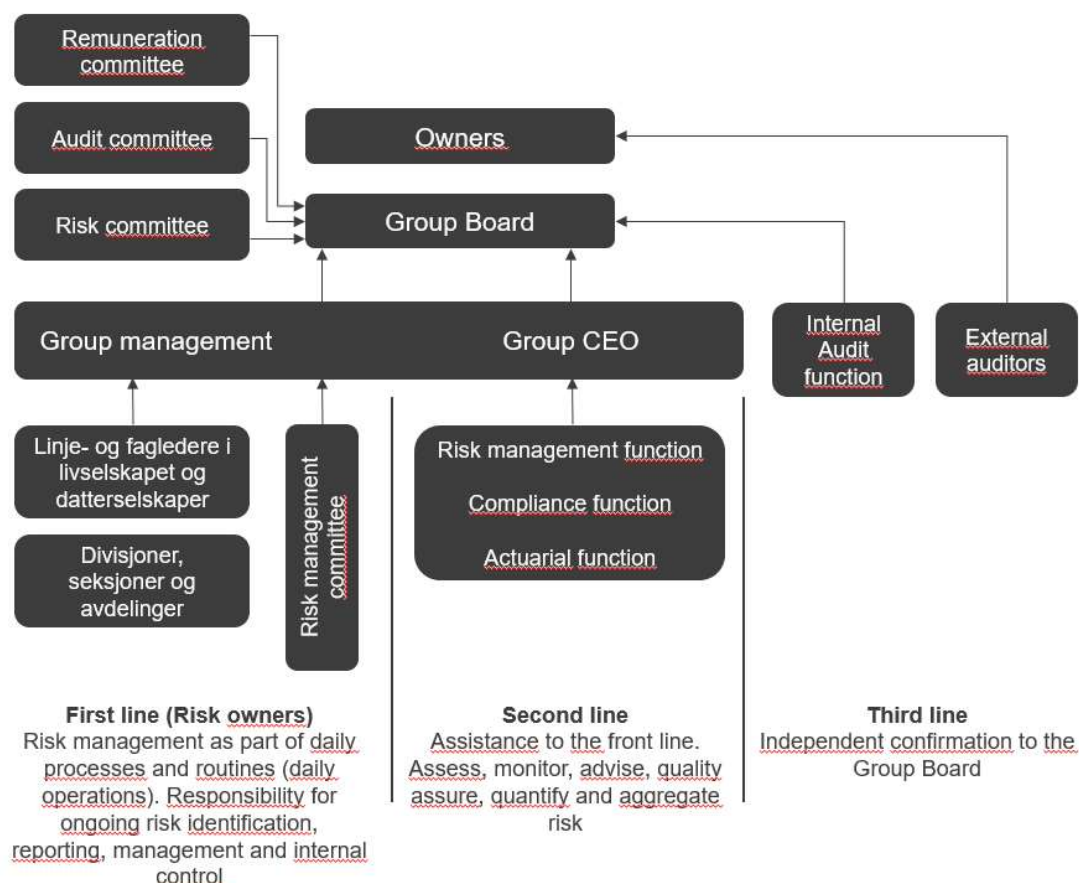 Remuneration
committee
Audit committee
Risk committee
Owners
Group Board
Group management
Group CEO
Internal
Audit
function
External
auditors
Linje- og fagledere i
livselskapet og
datterselskaper
Divisjoner,
seksjoner og
avdelinger
Risk management
committee
Risk management function
Compliance function
Actuarial function
First line (Risk owners)
Risk management as part of daily
processes and routines (daily
operations). Responsibility for
ongoing risk identification,
reporting, management and internal
control
Second line
Assistance to the front line.
Assess, monitor, advise, quality
assure, quantify and aggregate
risk
Third line
Independent confirmation to the
Group Board